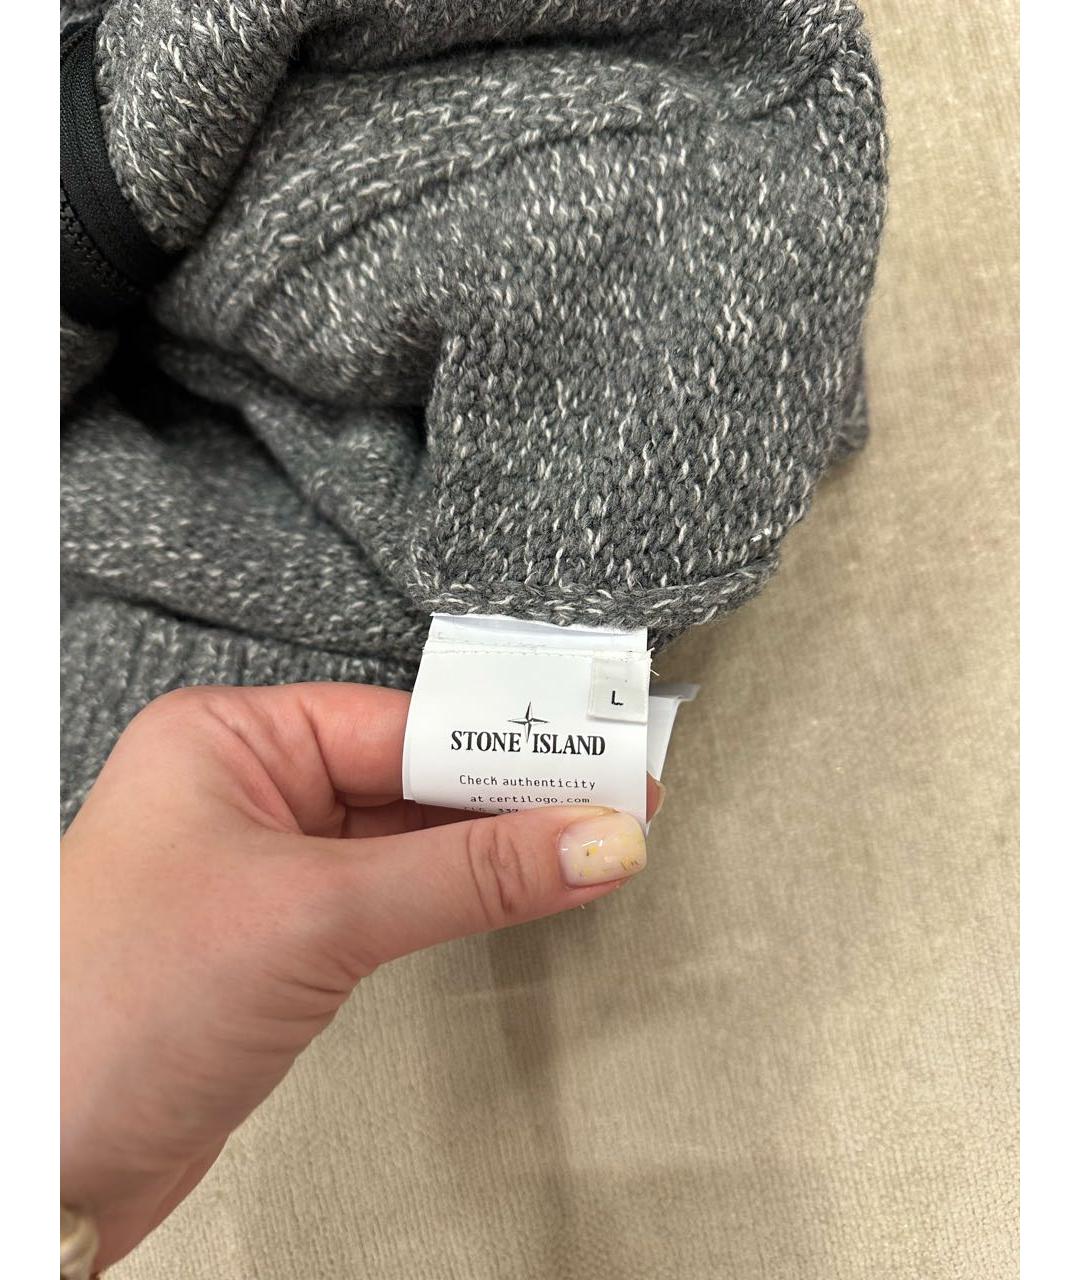 L
STONE ISLAND
Check authenticity
at certilogo.com